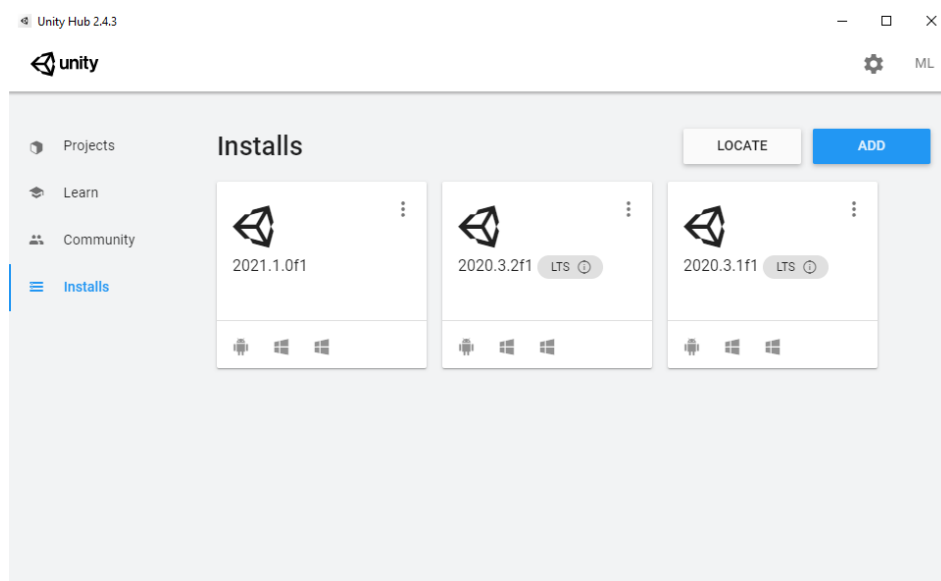 Unity Hub 2.4.3
unity
ML
Projects
Learn
Community
Installs
Installs
LOCATE
ADD
2021.1.0f1
2020.3.2f1 LTS
2020.3.1f1 LTS